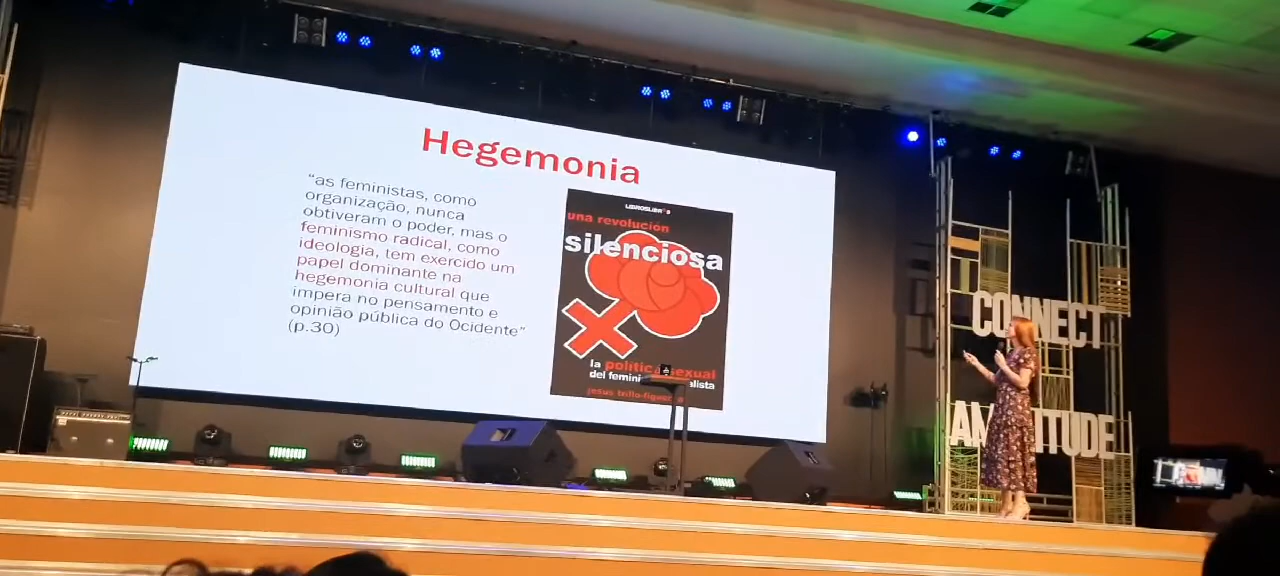 Hegemonia
“as feministas, como
organização, nunca
obtiveram o poder, mas o
feminismo radical, como
ideologia, tem exercido um
papel dominante na
hegemonia cultural que
impera no pensamento e
opinião pública do Ocidente”
(p.30)
una revolución
silenciosa
la política sexual
del
CONNECT